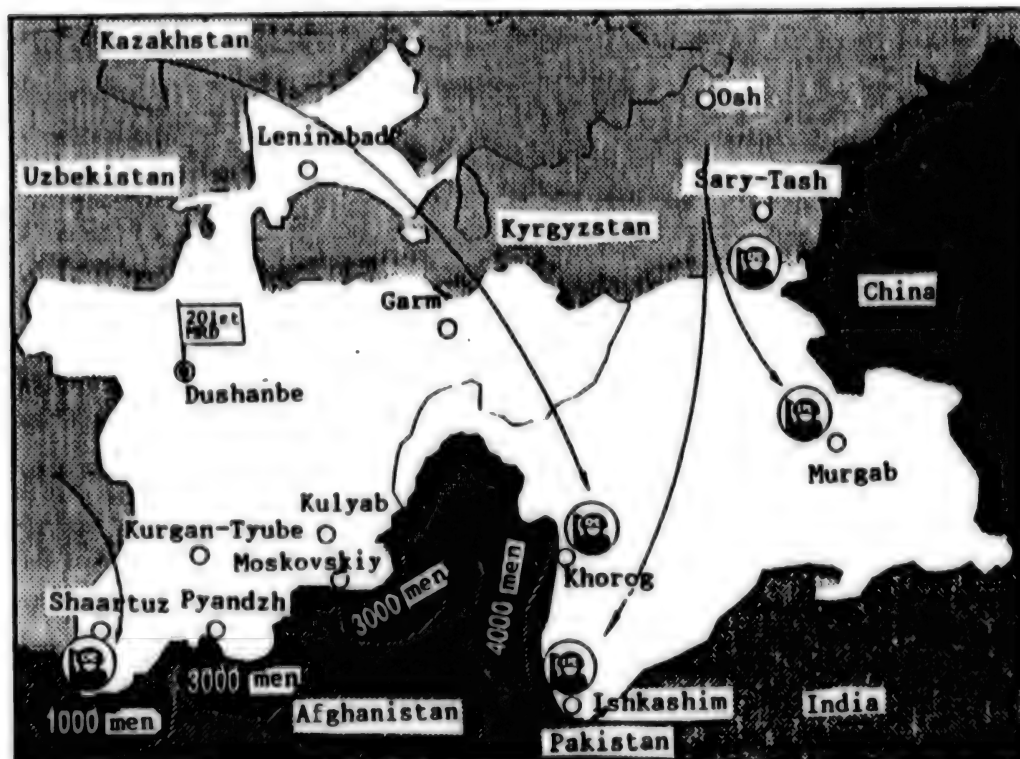 Kazakhstan
Osh
Leninabad
Uzbekistan
Sary-Tash
Kyrgyzstan
China
Garm
201st
MRD
Dushanbe
Murgab
Kulyab
Kurgan-Tyube
Moskovskiy
Khorog
Shaartuz
Pyandzh
3000 men
4000 men
3000 men
1000 men
Afghanistan
Ishkashim
India
Pakistan